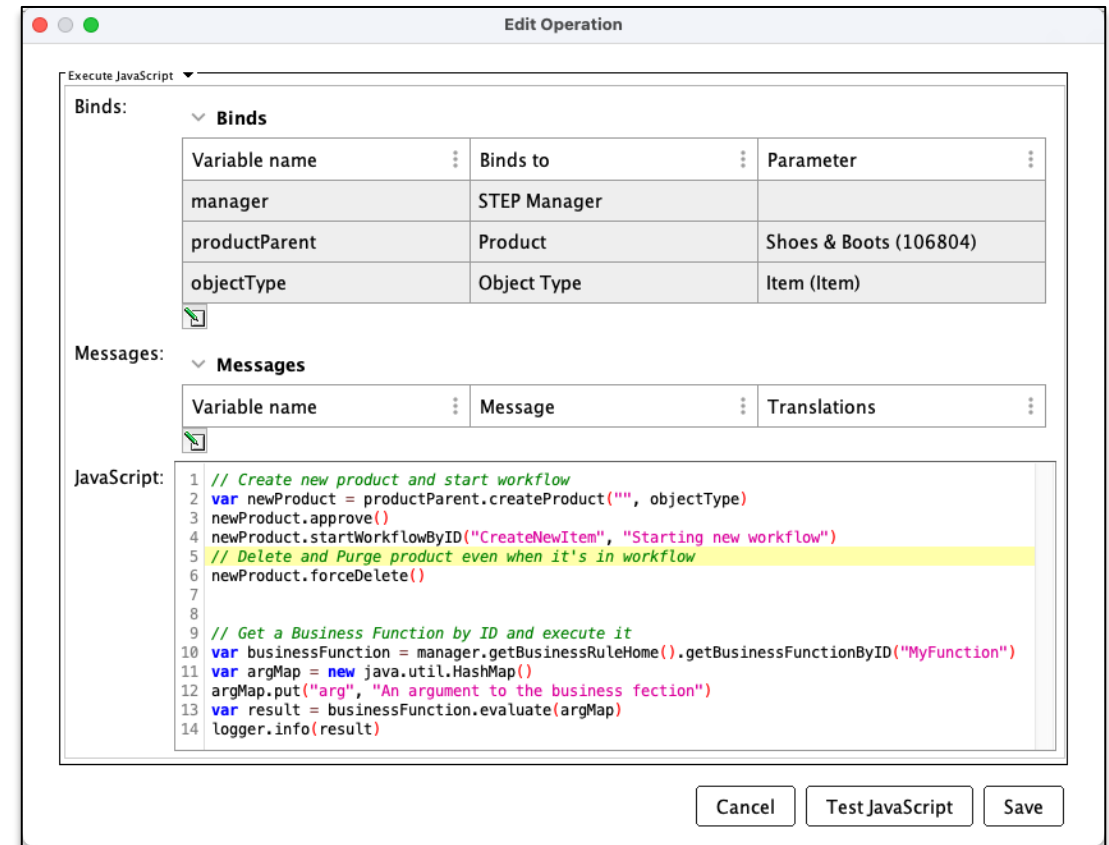 Edit Operation
Execute JavaScript
Binds:
Binds
Variable name Binds to Parameter
manager STEP Manager
productParent Product Shoes & Boots (106804)
objectType Object Type Item (Item)
Messages:
Messages
Variable name Message Translations
JavaScript:
1 // Create new product and start workflow
2 var newProduct = productParent.createProduct("", objectType)
3 newProduct.approve()
4 newProduct.startWorkflowByID("CreateNewItem", "Starting new workflow")
5 // Delete and Purge product even when it's in workflow
6 newProduct.forceDelete()
7
8
9 // Get a Business Function by ID and execute it
10 var businessFunction = manager.getBusinessRuleHome().getBusinessFunctionByID("MyFunction")
11 var argMap = new java.util.HashMap()
12 argMap.put("arg", "An argument to the business fection")
13 var result = businessFunction.evaluate(argMap)
14 logger.info(result)
Cancel Test JavaScript Save